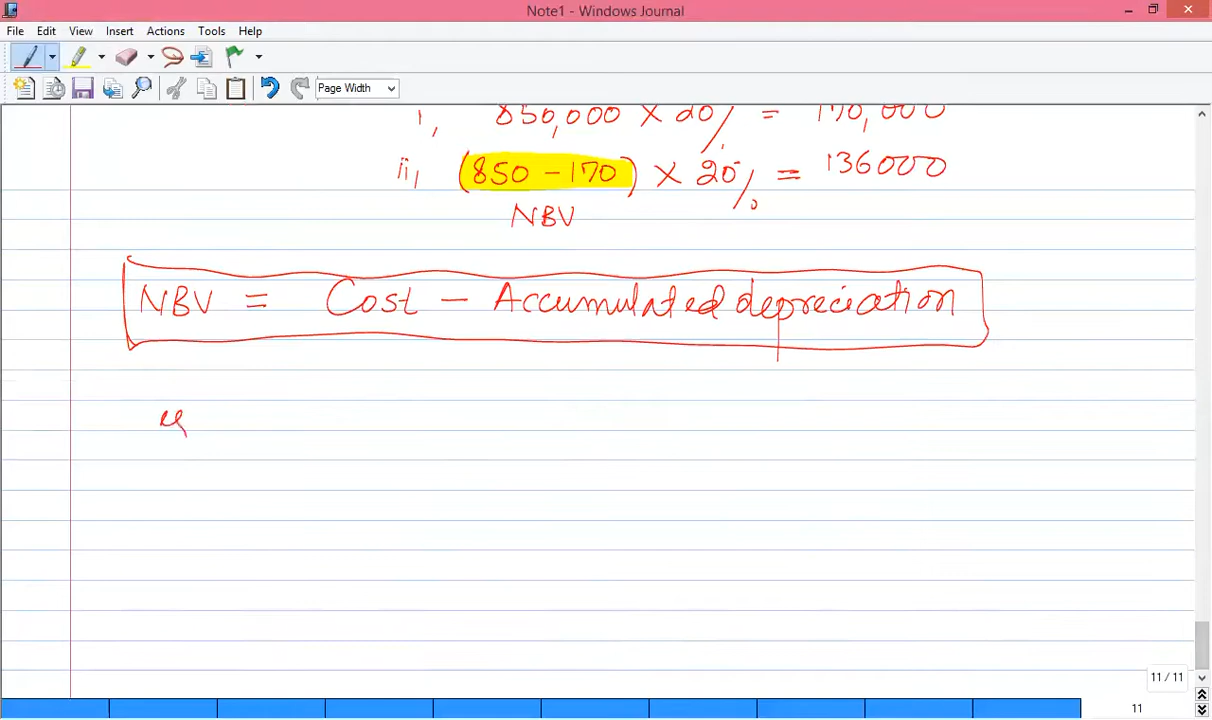 Note1 - Windows Journal
File Edit View Insert Actions Tools Help
Page Width
i, 850,000 X 20% = 170,000
ii, (850 - 170) X 20% = 136000
NBV
NBV = Cost - Accumulated depreciation
11 / 11
11